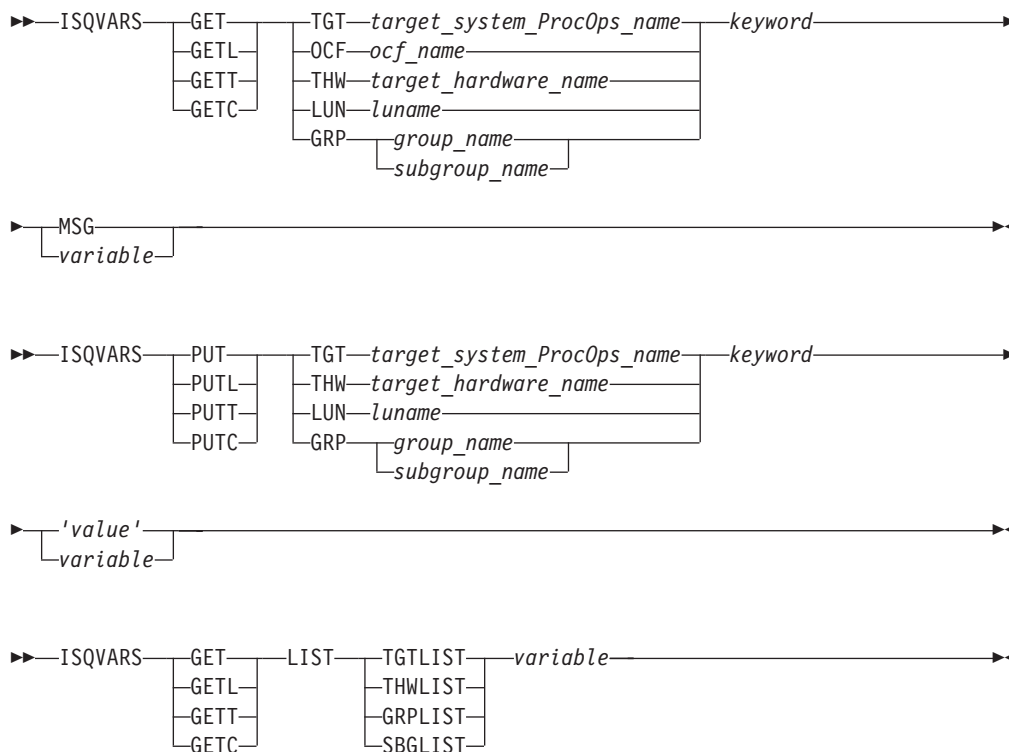 ISQVARS GET TGT target_system_ProcOps_name keyword
GETL OCF ocf_name
GETT THW target_hardware_name
GETC LUN luname
GRP group_name
subgroup_name
MSG
variable
ISQVARS PUT TGT target_system_ProcOps_name keyword
PUTL THW target_hardware_name
PUTT LUN luname
PUTC GRP group_name
subgroup_name
'value'
variable
ISQVARS GET LIST TGTLIST variable
GETL THWLIST
GETT GRPLIST
GETC SBGLIST